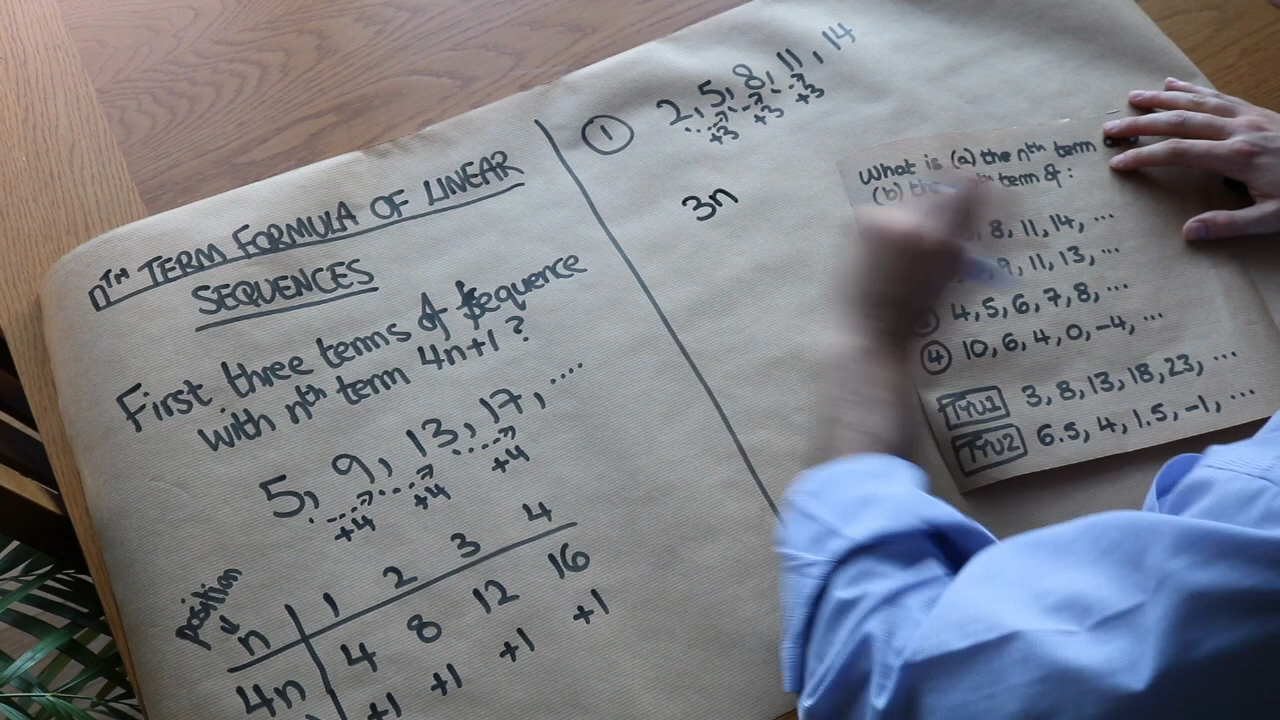 nTH TERM FORMULA OF LINEAR
SEQUENCES
First three terms of sequence
with nth term 4n+1?
5, 9, 13, 17, ....
+4 +4 +4
position
n 1 2 3 4
4n 4 8 12 16
+1 +1 +1 +1
1 2, 5, 8, 11, 14
+3 +3 +3
3n
What is (a) the nth term
(b) term of:
8, 11, 14, ...
9, 11, 13, ...
4, 5, 6, 7, 8, ...
4 10, 6, 4, 0, -4, ...
TYU1 3, 8, 13, 18, 23, ...
TYU2 6.5, 4, 1.5, -1, ...